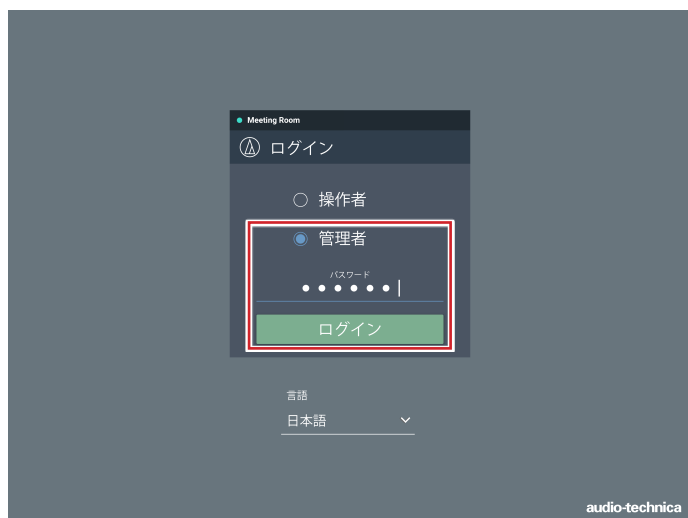 Meeting Room
ログイン
操作者
管理者
パスワード
ログイン
言語
日本語
audio-technica